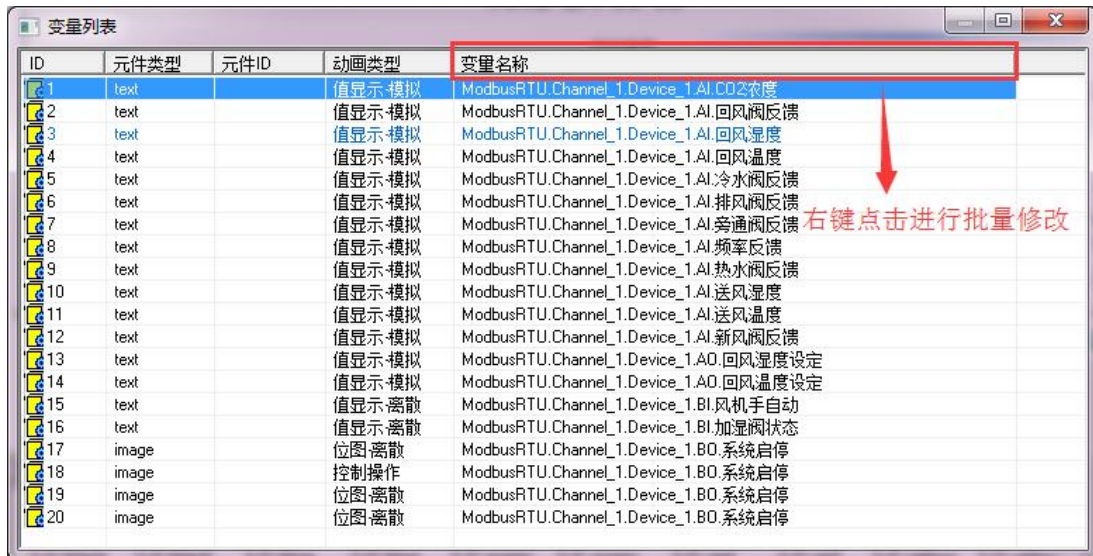 变量列表
ID 元件类型 元件ID 动画类型 变量名称
1 text 值显示-模拟 ModbusRTU.Channel_1.Device_1.AI.CO2浓度
2 text 值显示-模拟 ModbusRTU.Channel_1.Device_1.AI.回风阀反馈
3 text 值显示-模拟 ModbusRTU.Channel_1.Device_1.AI.回风湿度
4 text 值显示-模拟 ModbusRTU.Channel_1.Device_1.AI.回风温度
5 text 值显示-模拟 ModbusRTU.Channel_1.Device_1.AI.冷水阀反馈
6 text 值显示-模拟 ModbusRTU.Channel_1.Device_1.AI.排风阀反馈
7 text 值显示-模拟 ModbusRTU.Channel_1.Device_1.AI.旁通阀反馈
右键点击进行批量修改
8 text 值显示-模拟 ModbusRTU.Channel_1.Device_1.AI.频率反馈
9 text 值显示-模拟 ModbusRTU.Channel_1.Device_1.AI.热水阀反馈
10 text 值显示-模拟 ModbusRTU.Channel_1.Device_1.AI.送风湿度
11 text 值显示-模拟 ModbusRTU.Channel_1.Device_1.AI.送风温度
12 text 值显示-模拟 ModbusRTU.Channel_1.Device_1.AI.新风阀反馈
13 text 值显示-模拟 ModbusRTU.Channel_1.Device_1.AO.回风湿度设定
14 text 值显示-模拟 ModbusRTU.Channel_1.Device_1.AO.回风温度设定
15 text 值显示-离散 ModbusRTU.Channel_1.Device_1.BI.风机手自动
16 text 值显示-离散 ModbusRTU.Channel_1.Device_1.BI.加湿阀状态
17 image 位图-离散 ModbusRTU.Channel_1.Device_1.BO.系统启停
18 image 控制操作 ModbusRTU.Channel_1.Device_1.BO.系统启停
19 image 位图-离散 ModbusRTU.Channel_1.Device_1.BO.系统启停
20 image 位图-离散 ModbusRTU.Channel_1.Device_1.BO.系统启停